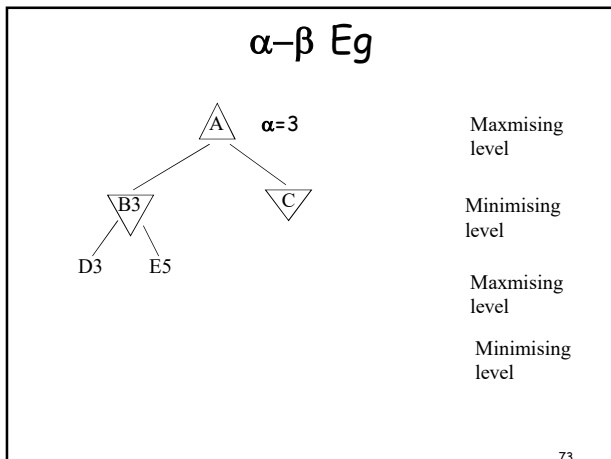 α–β Eg
A α=3 Maxmising
level
B3 C Minimising
level
D3 E5 Maxmising
level
Minimising
level
73